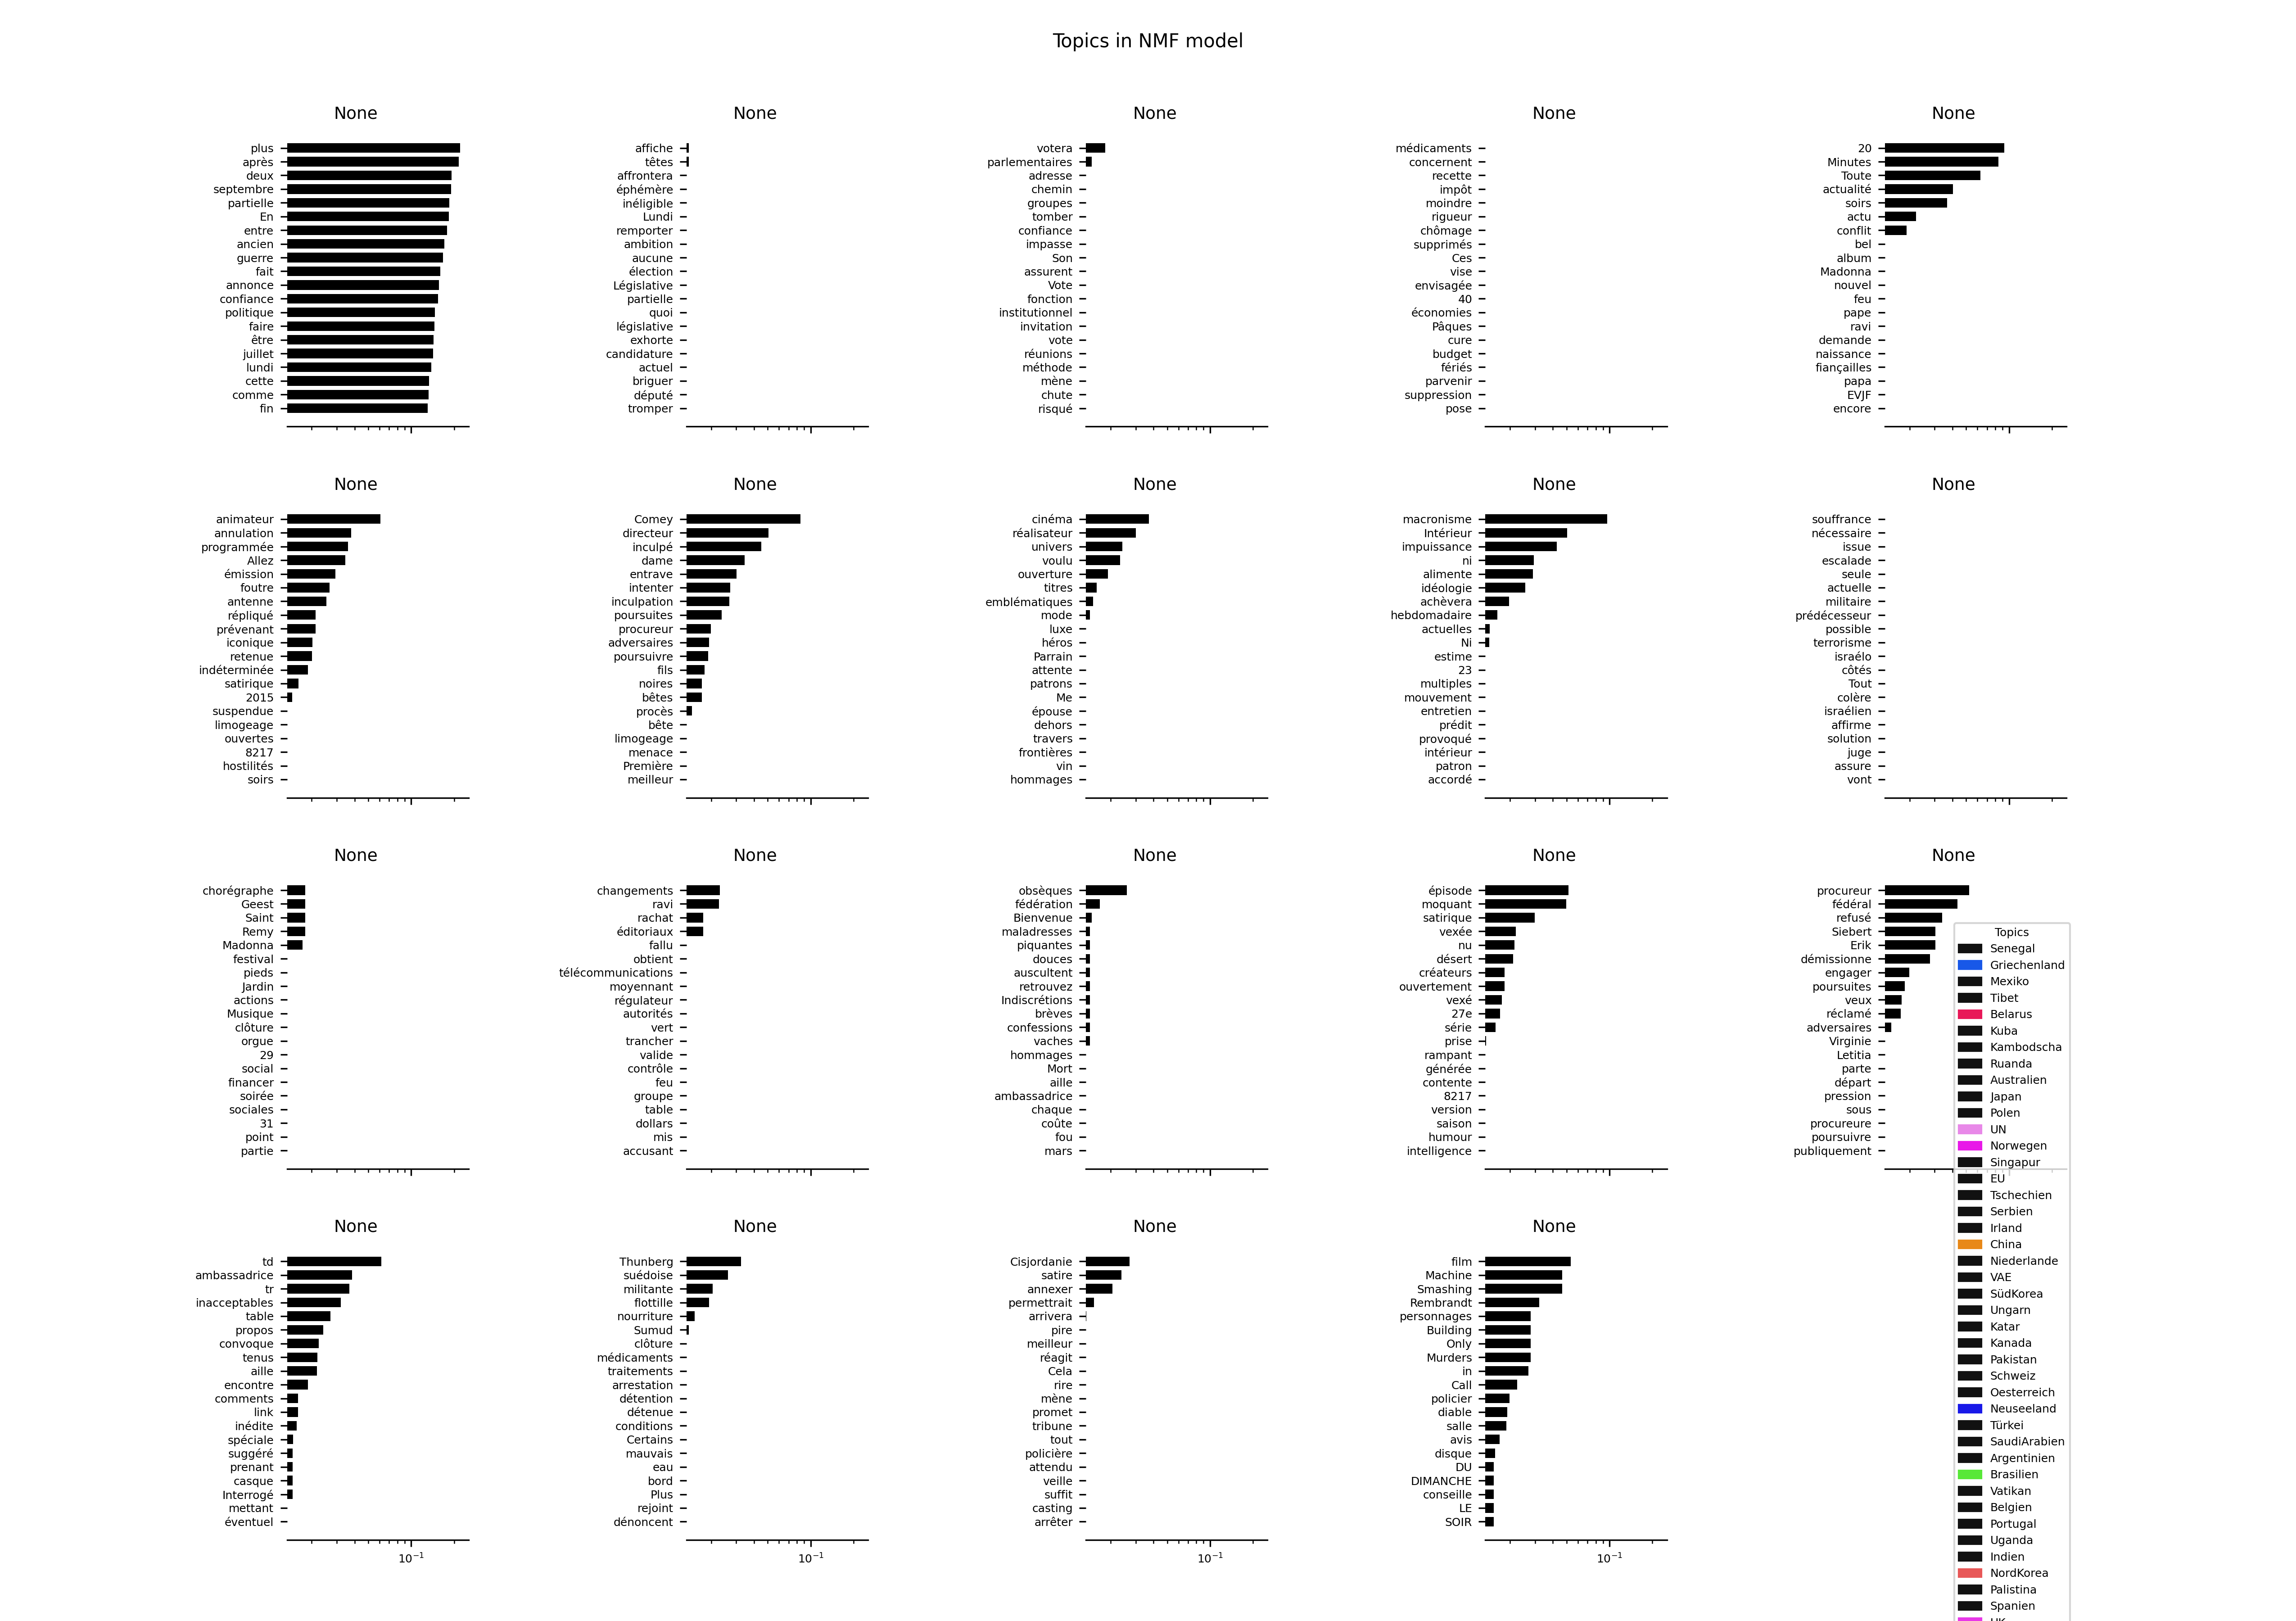 Topics in NMF model
None
plus
après
deux
septembre
partielle
En
entre
ancien
guerre
fait
annonce
confiance
politique
faire
être
juillet
lundi
cette
comme
fin
None
affiche
têtes
affrontera
éphémère
inéligible
Lundi
remporter
ambition
aucune
élection
Législative
partielle
quoi
législative
exhorte
candidature
actuel
briguer
député
tromper
None
votera
parlementaires
adresse
chemin
groupes
tomber
confiance
impasse
Son
assurent
Vote
fonction
institutionnel
invitation
vote
réunions
méthode
mène
chute
risqué
None
médicaments
concernent
recette
impôt
moindre
rigueur
chômage
supprimés
Ces
vise
envisagée
40
économies
Pâques
cure
budget
fériés
parvenir
suppression
pose
None
20
Minutes
Toute
actualité
soirs
actu
conflit
bel
album
Madonna
nouvel
feu
pape
ravi
demande
naissance
fiançailles
papa
EVJF
encore
None
animateur
annulation
programmée
Allez
émission
foutre
antenne
répliqué
prévenant
iconique
retenue
indéterminée
satirique
2015
suspendue
limogeage
ouvertes
8217
hostilités
soirs
None
Comey
directeur
inculpé
dame
entrave
intenter
inculpation
poursuites
procureur
adversaires
poursuivre
fils
noires
bêtes
procès
bête
limogeage
menace
Première
meilleur
None
cinéma
réalisateur
univers
voulu
ouverture
titres
emblématiques
mode
luxe
héros
Parrain
attente
patrons
Me
épouse
dehors
travers
frontières
vin
hommages
None
macronisme
Intérieur
impuissance
ni
alimente
idéologie
achèvera
hebdomadaire
actuelles
Ni
estime
23
multiples
mouvement
entretien
prédit
provoqué
intérieur
patron
accordé
None
souffrance
nécessaire
issue
escalade
seule
actuelle
militaire
prédécesseur
possible
terrorisme
israélo
côtés
Tout
colère
israélien
affirme
solution
juge
assure
vont
None
chorégraphe
Geest
Saint
Remy
Madonna
festival
pieds
Jardin
actions
Musique
clôture
orgue
29
social
financer
soirée
sociales
31
point
partie
None
changements
ravi
rachat
éditoriaux
fallu
obtient
télécommunications
moyennant
régulateur
autorités
vert
trancher
valide
contrôle
feu
groupe
table
dollars
mis
accusant
None
obsèques
fédération
Bienvenue
maladresses
piquantes
douces
auscultent
retrouvez
Indiscrétions
brèves
confessions
vaches
hommages
Mort
aille
ambassadrice
chaque
coûte
fou
mars
None
épisode
moquant
satirique
vexée
nu
désert
créateurs
ouvertement
vexé
27e
série
prise
rampant
générée
contente
8217
version
saison
humour
intelligence
None
procureur
fédéral
refusé
Siebert
Erik
démissionne
engager
poursuites
veux
réclamé
adversaires
Virginie
Letitia
parte
départ
pression
sous
procureure
poursuivre
publiquement
None
td
ambassadrice
tr
inacceptables
table
propos
convoque
tenus
aille
encontre
comments
link
inédite
spéciale
suggéré
prenant
casque
Interrogé
mettant
éventuel
10⁻¹
None
Thunberg
suédoise
militante
flottille
nourriture
Sumud
clôture
médicaments
traitements
arrestation
détention
détenue
conditions
Certains
mauvais
eau
bord
Plus
rejoint
dénoncent
10⁻¹
None
Cisjordanie
satire
annexer
permettrait
arrivera
pire
meilleur
réagit
Cela
rire
mène
promet
tribune
tout
policière
attendu
veille
suffit
casting
arrêter
10⁻¹
None
film
Machine
Smashing
Rembrandt
personnages
Building
Only
Murders
in
Call
policier
diable
salle
avis
disque
DU
DIMANCHE
conseille
LE
SOIR
10⁻¹
Topics
Senegal
Griechenland
Mexiko
Tibet
Belarus
Kuba
Kambodscha
Ruanda
Australien
Japan
Polen
UN
Norwegen
Singapur
EU
Tschechien
Serbien
Irland
China
Niederlande
VAE
SüdKorea
Ungarn
Katar
Kanada
Pakistan
Schweiz
Oesterreich
Neuseeland
Türkei
SaudiArabien
Argentinien
Brasilien
Vatikan
Belgien
Portugal
Uganda
Indien
NordKorea
Palistina
Spanien